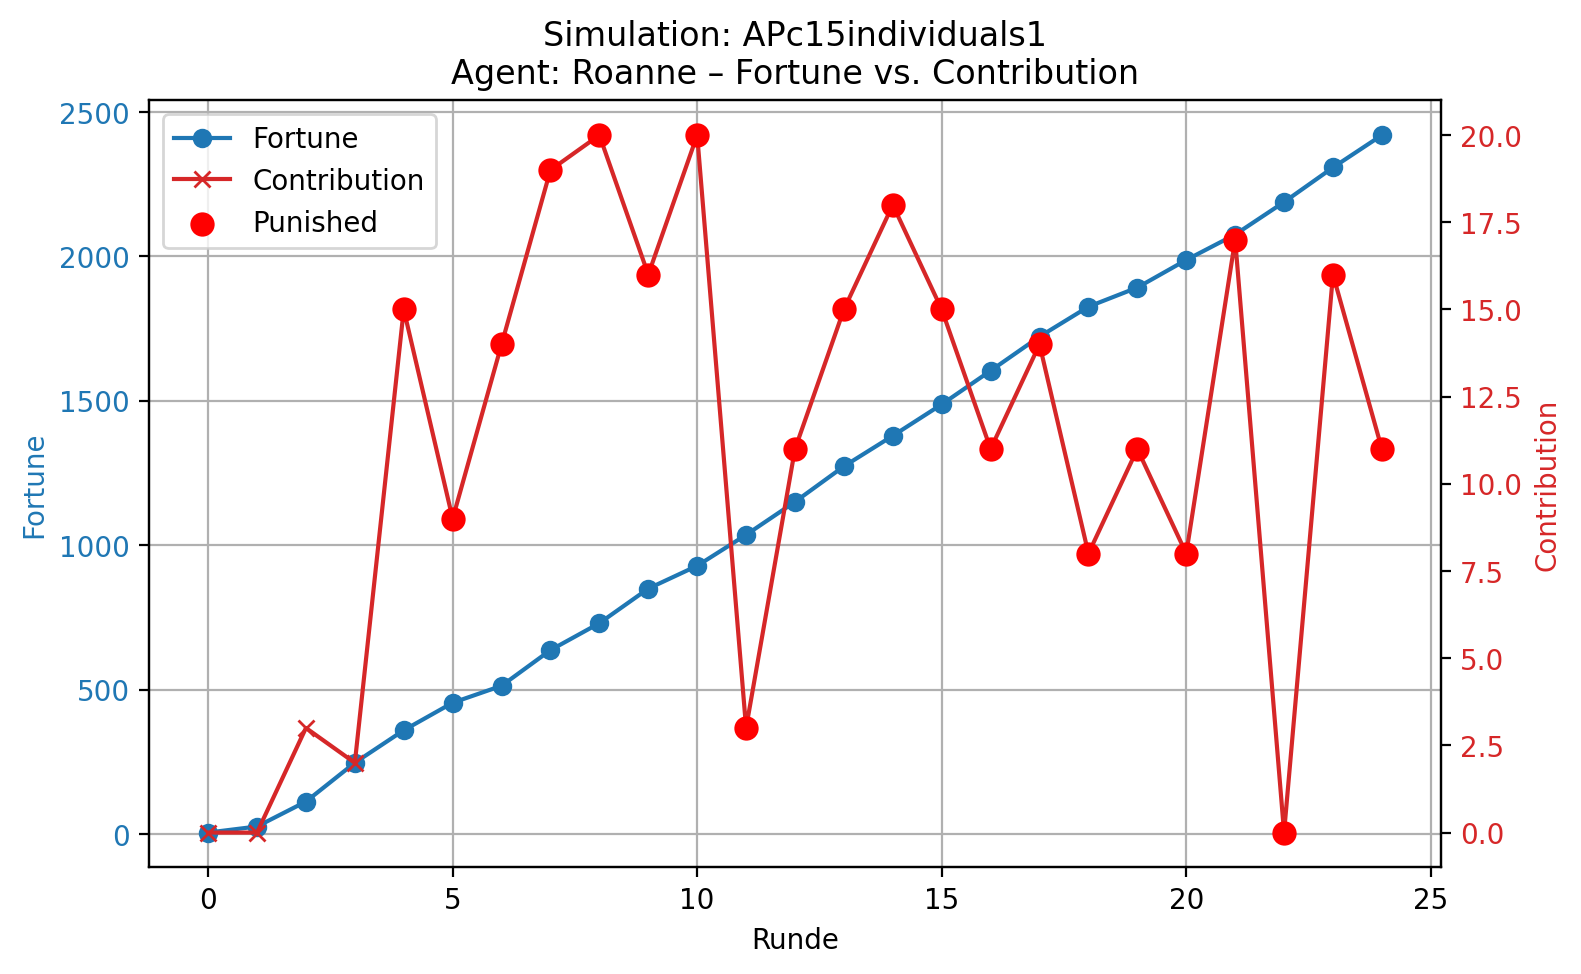 Simulation: APc15individuals1
Agent: Roanne – Fortune vs. Contribution
Fortune
Contribution
Punished
2500
2000
1500
1000
500
0
Fortune
20.0
17.5
15.0
12.5
10.0
7.5
5.0
2.5
0.0
Contribution
0 5 10 15 20 25
Runde